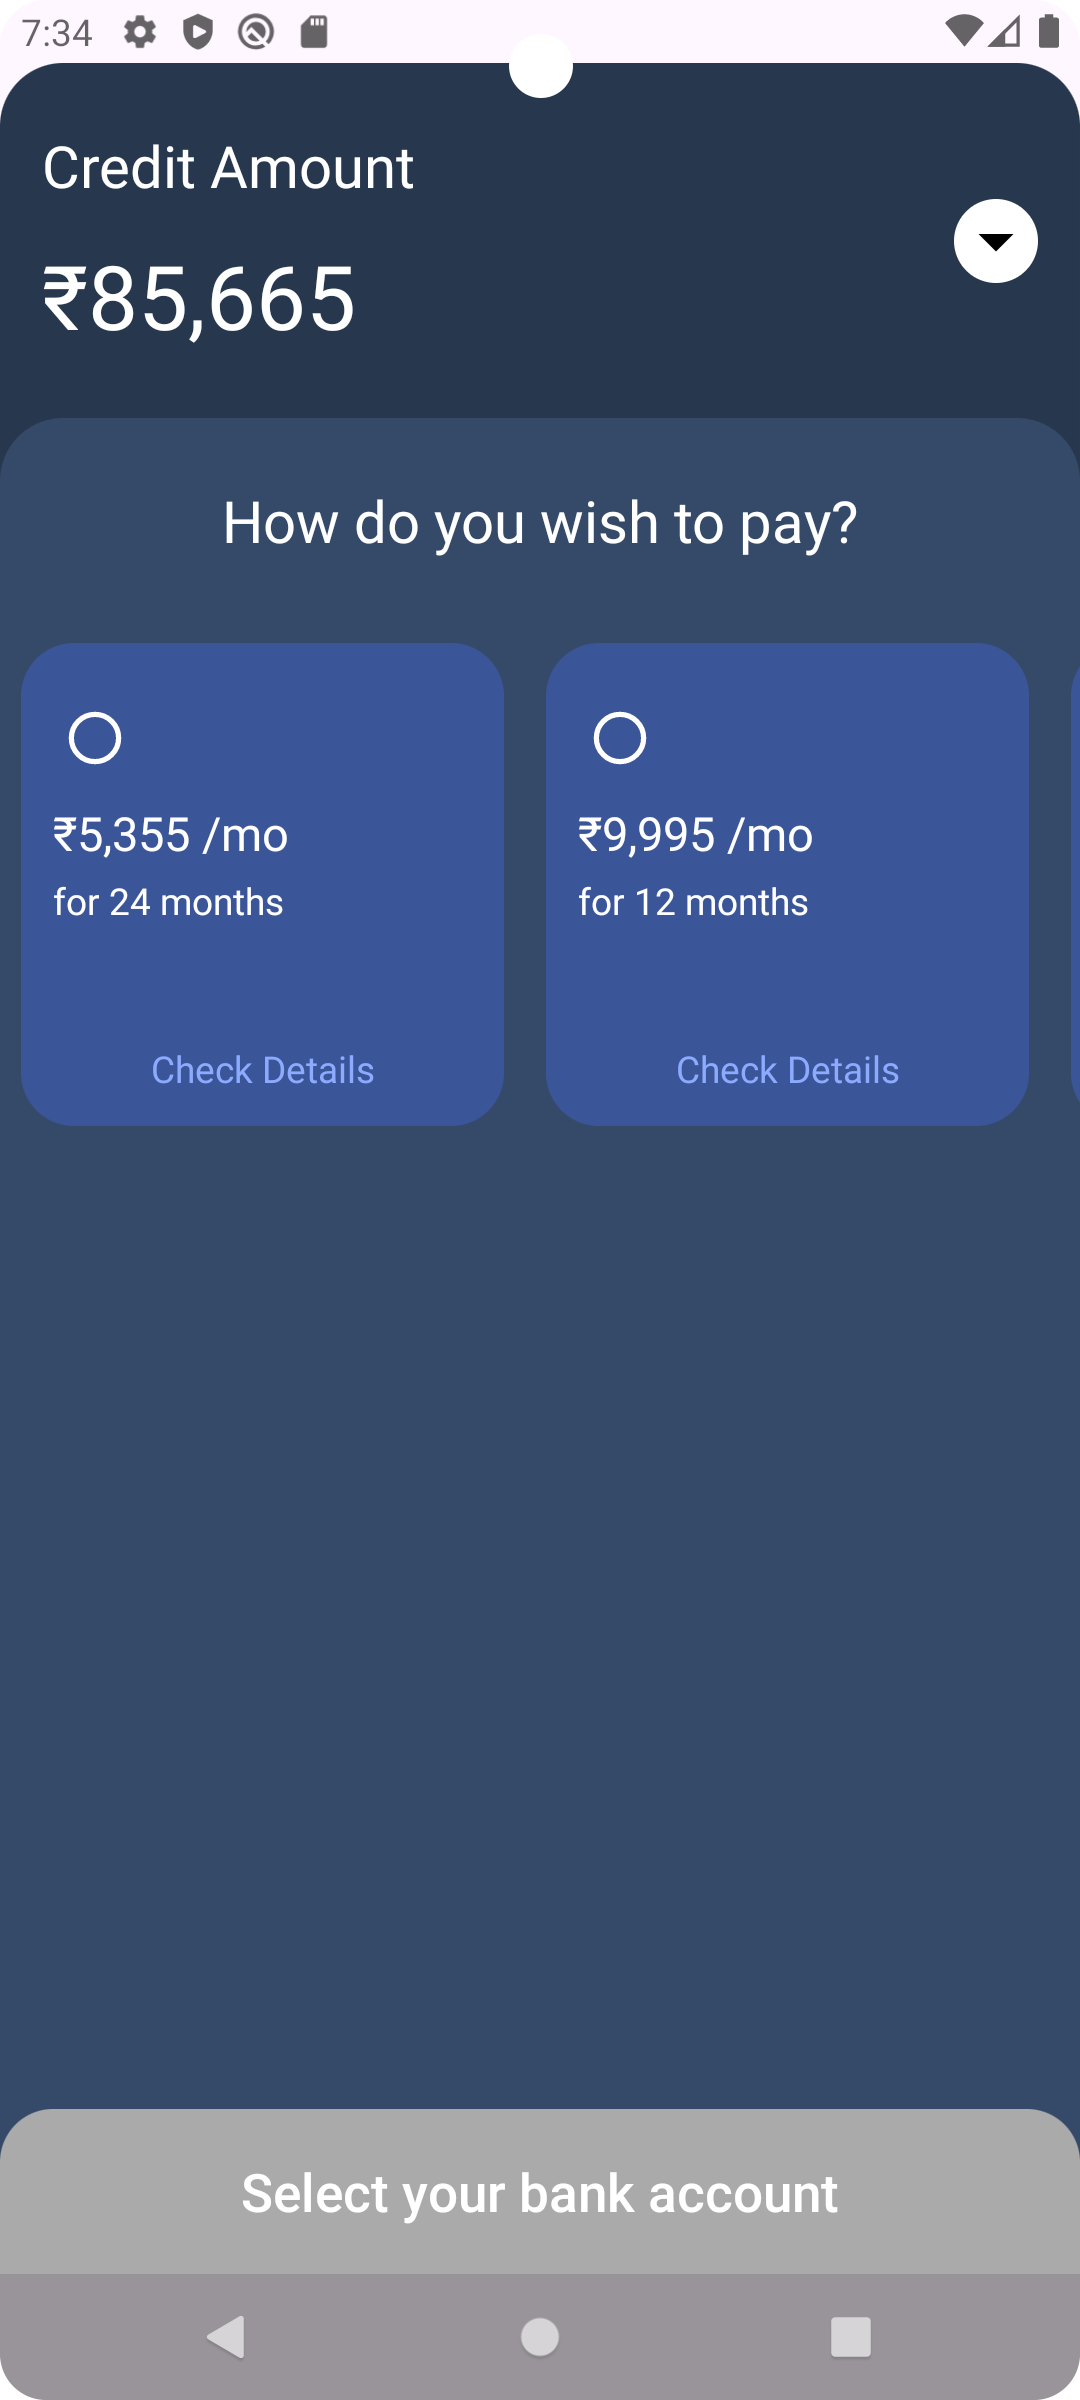 7:34
Credit Amount
₹85,665
How do you wish to pay?
₹5,355 /mo
for 24 months
Check Details
₹9,995 /mo
for 12 months
Check Details
Select your bank account